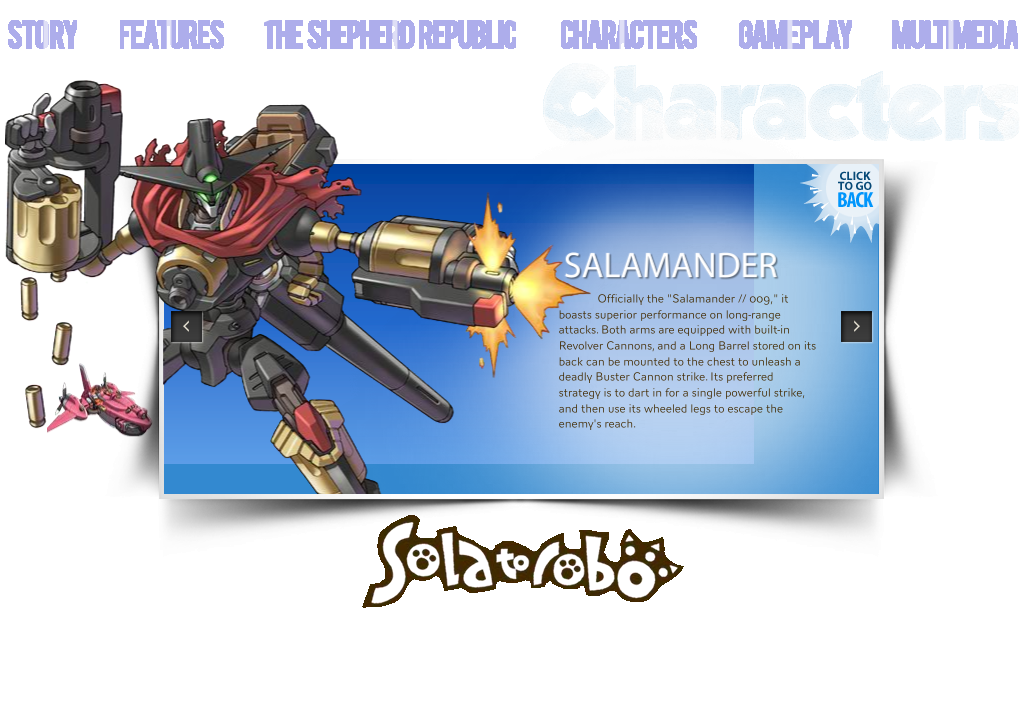 STORY FEATURES THE SHEPHERD REPUBLIC CHARACTERS GAMEPLAY MULTIMEDIA
Characters
CLICK
TO GO
BACK
SALAMANDER
Officially the "Salamander // 009," it
boasts superior performance on long-range
attacks. Both arms are equipped with built-in
Revolver Cannons, and a Long Barrel stored on its
back can be mounted to the chest to unleash a
deadly Buster Cannon strike. Its preferred
strategy is to dart in for a single powerful strike,
and then use its wheeled legs to escape the
enemy's reach.
Solatorobo